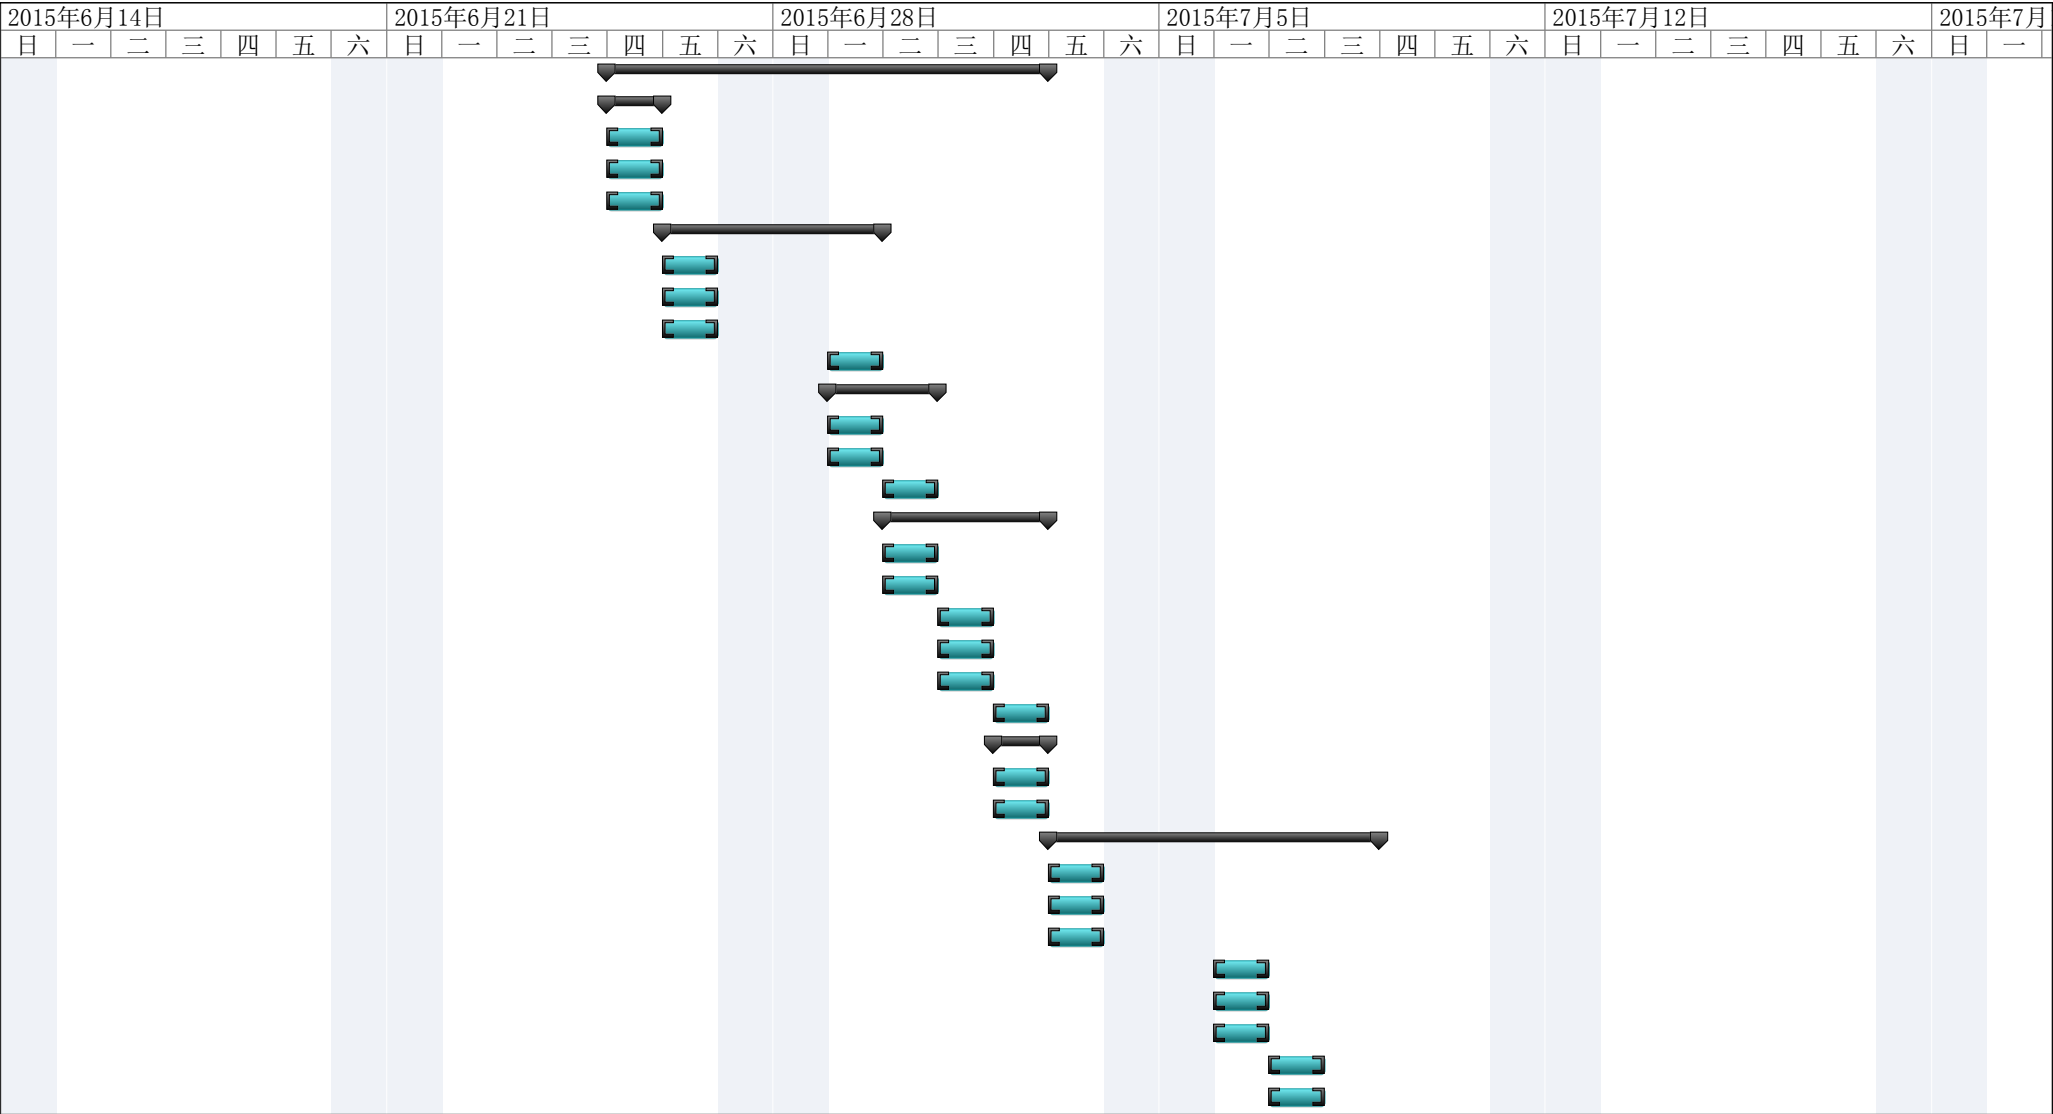 2015年6月14日 2015年6月21日 2015年6月28日 2015年7月5日 2015年7月12日 2015年7月
日 一 二 三 四 五 六 日 一 二 三 四 五 六 日 一 二 三 四 五 六 日 一 二 三 四 五 六 日 一 二 三 四 五 六 日 一